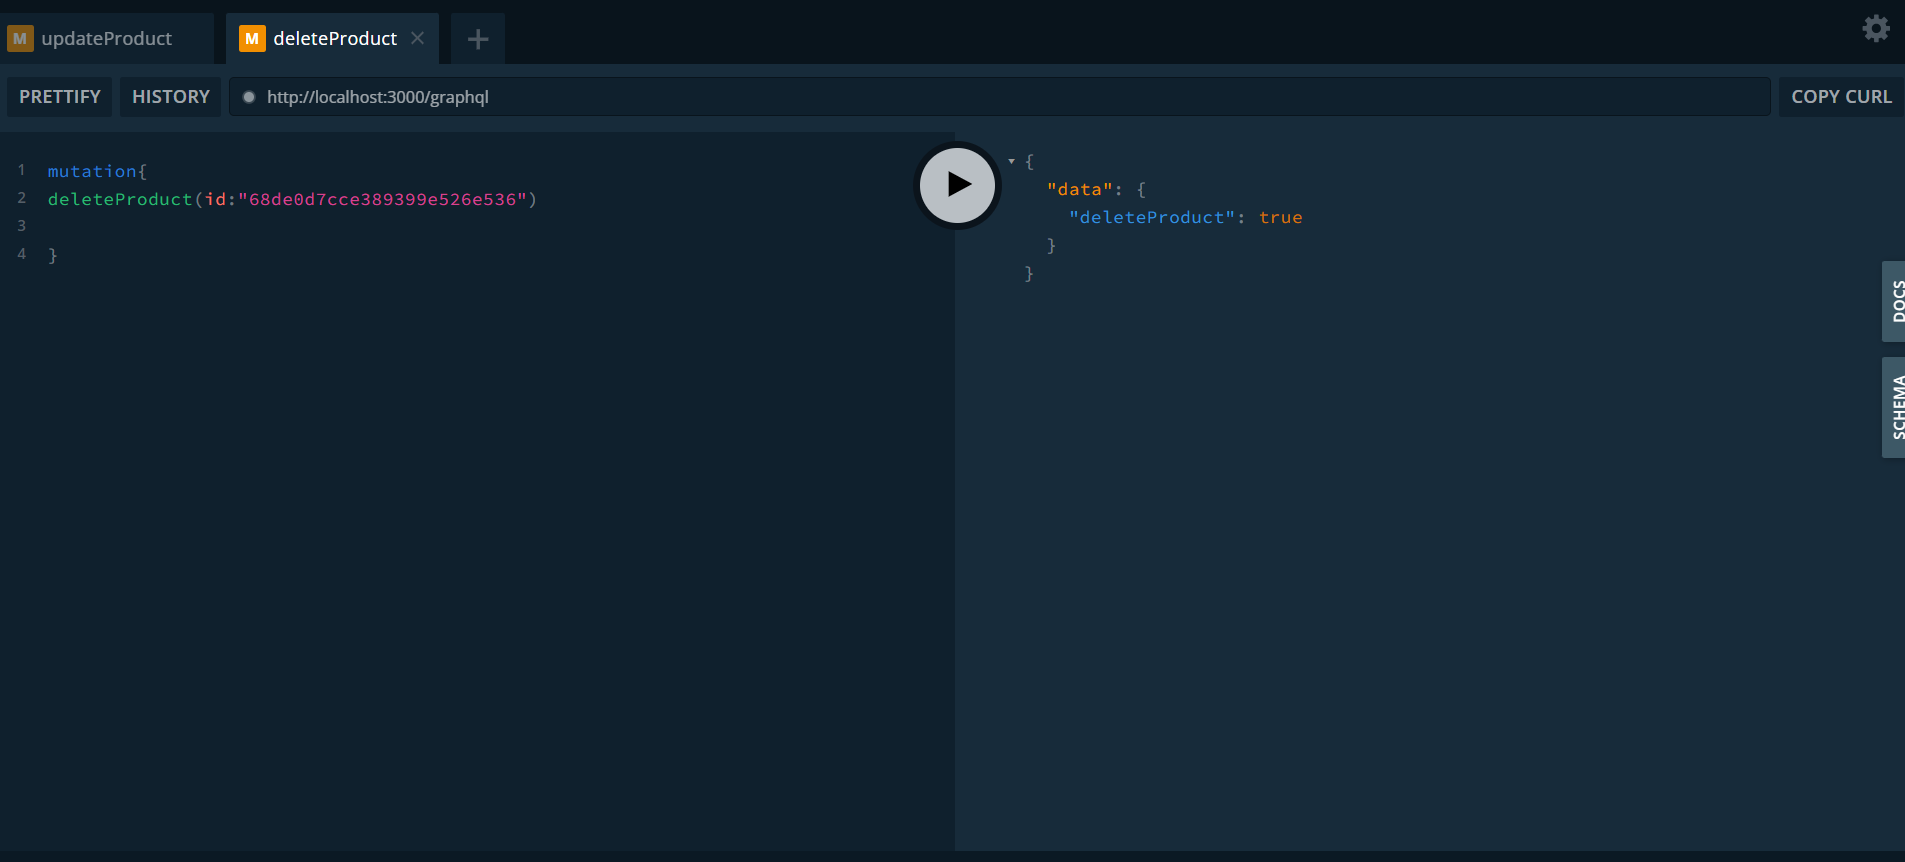 M updateProduct
M deleteProduct
PRETTIFY HISTORY http://localhost:3000/graphql COPY CURL
1 mutation{
2 deleteProduct(id:"68de0d7cce389399e526e536")
3
4 }
{
"data": {
"deleteProduct": true
}
}
DOCS
SCHEMA